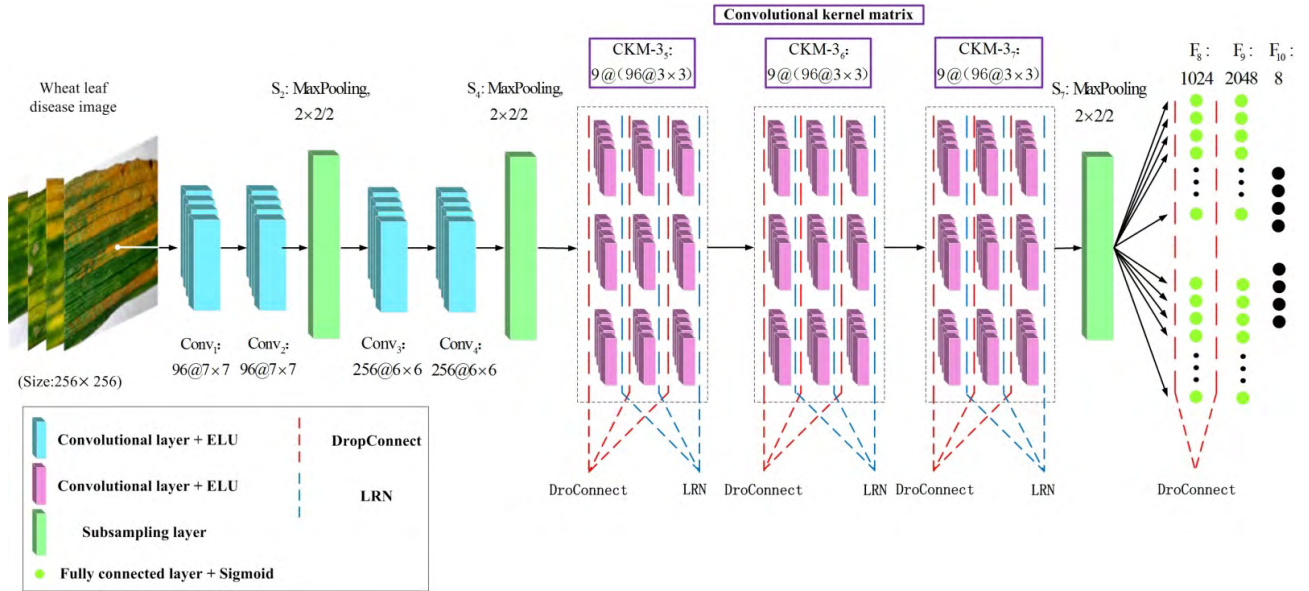 Convolutional kernel matrix
CKM-3₅:
9@(96@3×3)
CKM-3₆:
9@(96@3×3)
CKM-3₇:
9@(96@3×3)
F₈:
1024
F₉:
2048
F₁₀:
8
Wheat leaf
disease image
S₂: MaxPooling,
2×2/2
S₄: MaxPooling,
2×2/2
S₇: MaxPooling
2×2/2
Conv₁:
96@7×7
Conv₂:
96@7×7
Conv₃:
256@6×6
Conv₄:
256@6×6
(Size:256×256)
Convolutional layer + ELU
DropConnect
Convolutional layer + ELU
LRN
Subsampling layer
Fully connected layer + Sigmoid
DroConnect
LRN
DroConnect
LRN
DroConnect
LRN
DroConnect